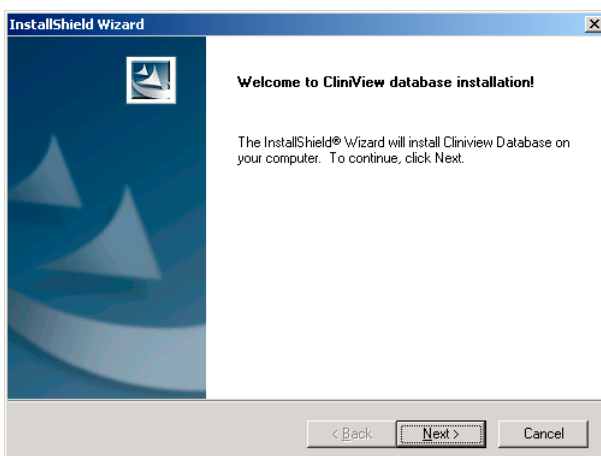 InstallShield Wizard
Welcome to CliniView database installation!
The InstallShield® Wizard will install Cliniview Database on
your computer. To continue, click Next.
< Back
Next >
Cancel